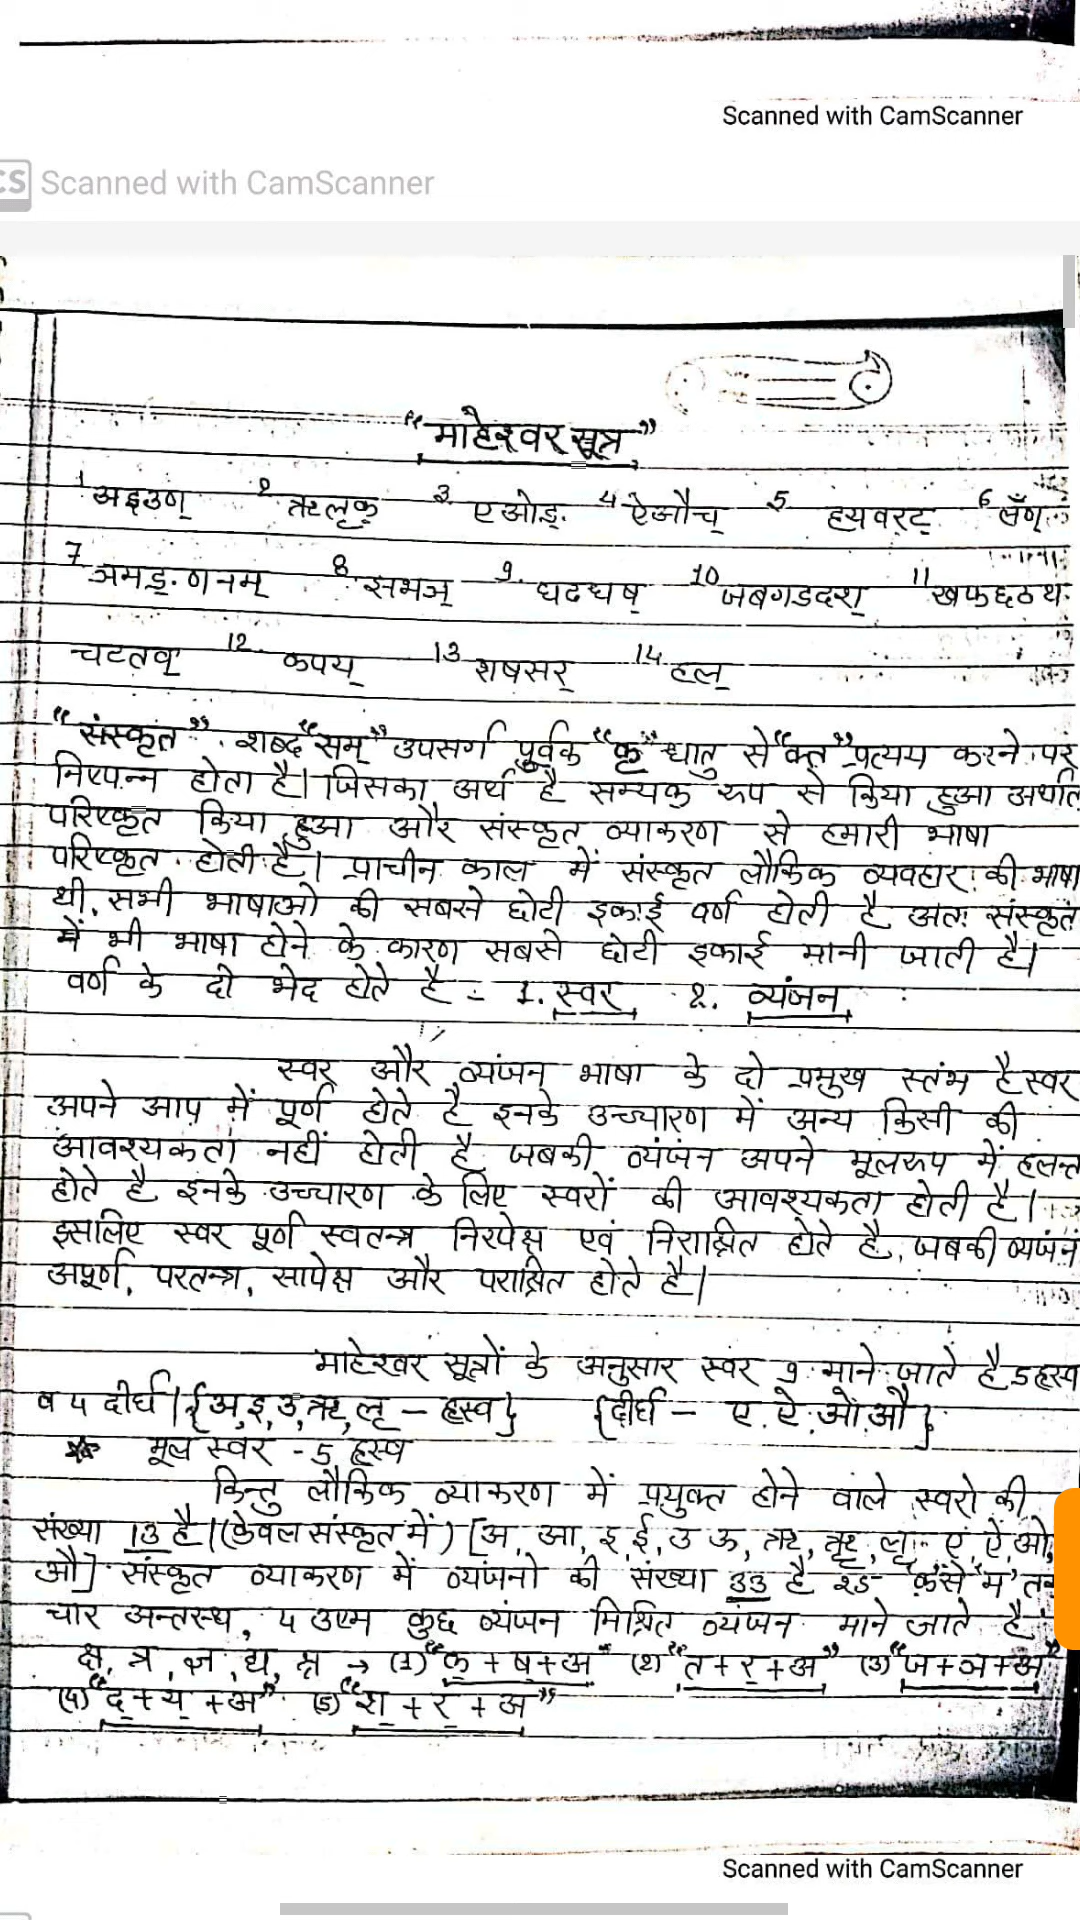 Scanned with CamScanner
CS Scanned with CamScanner
"माहेश्वर सूत्र"
1 अइउण् 2 ऋलृक् 3 एओङ् 4 ऐऔच् 5 हयवरट् 6 लँण्
7 ञमङणनम् 8 झभञ् 9. घढधष् 10 जबगडदश् 11 खफछठथ
चटतव् 12 कपय् 13 शषसर् 14 हल्
"संस्कृत" शब्द "सम्" उपसर्ग पूर्वक "कृ" धातु से "क्त" प्रत्यय करने पर
निष्पन्न होता है। जिसका अर्थ है सम्यक रूप से किया हुआ अर्थात
परिष्कृत किया हुआ और संस्कृत व्याकरण से हमारी भाषा
परिष्कृत होती है। प्राचीन काल में संस्कृत लौकिक व्यवहार की भाषा
थी, सभी भाषाओ की सबसे छोटी इकाई वर्ण होती है अतः संस्कृत
में भी भाषा होने के कारण सबसे छोटी इकाई मानी जाती है।
वर्ण के दो भेद होते है - 1. स्वर 2. व्यंजन
स्वर और व्यंजन भाषा के दो प्रमुख स्तंभ है स्वर
अपने आप में पूर्ण होते है इनके उच्चारण में अन्य किसी की
आवश्यकता नहीं होती है जबकी व्यंजन अपने मूलरूप में हलन्त
होते है इनके उच्चारण के लिए स्वरों की आवश्यकता होती है।
इसलिए स्वर पूर्ण स्वतन्त्र निरपेक्ष एवं निराश्रित होते है, जबकी व्यंजन
अपूर्ण, परतन्त्र, सापेक्ष और पराश्रित होते है।
माहेश्वर सूत्रों के अनुसार स्वर 9 माने जाते है 5 ह्रस्व
व 4 दीर्घ। {अ, इ, उ, ऋ, लृ - ह्रस्व} {दीर्घ - ए. ऐ. ओ. औ}
मूल स्वर - 5 ह्रस्व
किन्तु लौकिक व्याकरण में प्रयुक्त होने वाले स्वरो की
संख्या 13 है। (केवल संस्कृत में) [अ, आ, इ, ई, उ ऊ, ऋ, ॠ, लृ ए, ऐ, ओ,
औ] संस्कृत व्याकरण में व्यंजनो की संख्या 33 है 25 "क" से "म" तक
चार अन्तस्थ, 4 उष्म कुछ व्यंजन मिश्रित व्यंजन माने जाते है
क्ष, त्र, ज्ञ, द्य, श्र → (1) "क् + ष् + अ" (2) "त + र् + अ" (3) "ज + ञ + अ"
(4) "द् + य् + अ" (5) "श् + र् + अ"
Scanned with CamScanner